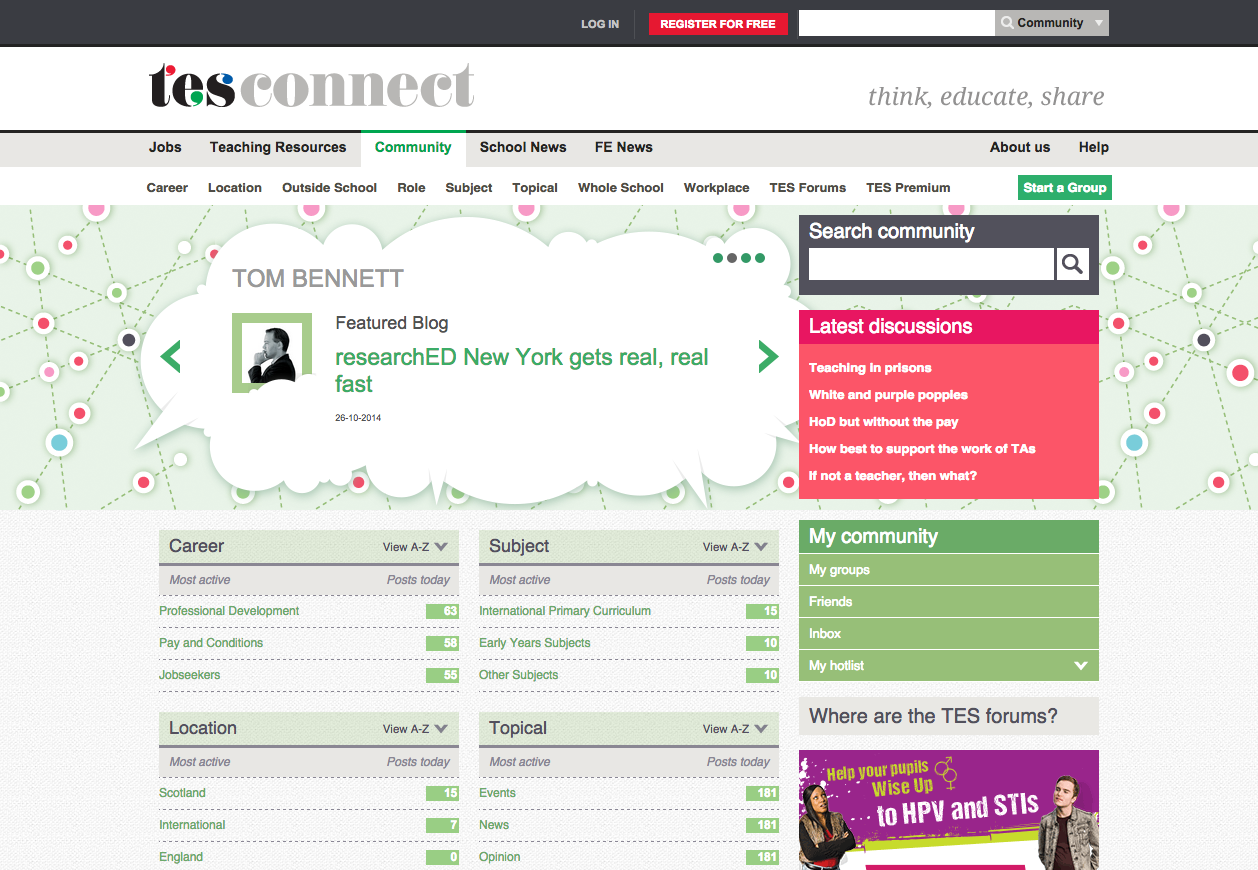 LOG IN
REGISTER FOR FREE
Community
tesconnect
think, educate, share
Jobs
Teaching Resources
Community
School News
FE News
About us
Help
Career
Location
Outside School
Role
Subject
Topical
Whole School
Workplace
TES Forums
TES Premium
Start a Group
TOM BENNETT
Featured Blog
researchED New York gets real, real
fast
26-10-2014
Search community
Latest discussions
Teaching in prisons
White and purple poppies
HoD but without the pay
How best to support the work of TAs
If not a teacher, then what?
Career
View A-Z
Most active
Posts today
Professional Development
63
Pay and Conditions
58
Jobseekers
55
Subject
View A-Z
Most active
Posts today
International Primary Curriculum
15
Early Years Subjects
10
Other Subjects
10
My community
My groups
Friends
Inbox
My hotlist
Location
View A-Z
Most active
Posts today
Scotland
15
International
7
England
0
Topical
View A-Z
Most active
Posts today
Events
181
News
181
Opinion
181
Where are the TES forums?
Help your pupils
Wise Up
to HPV and STIs